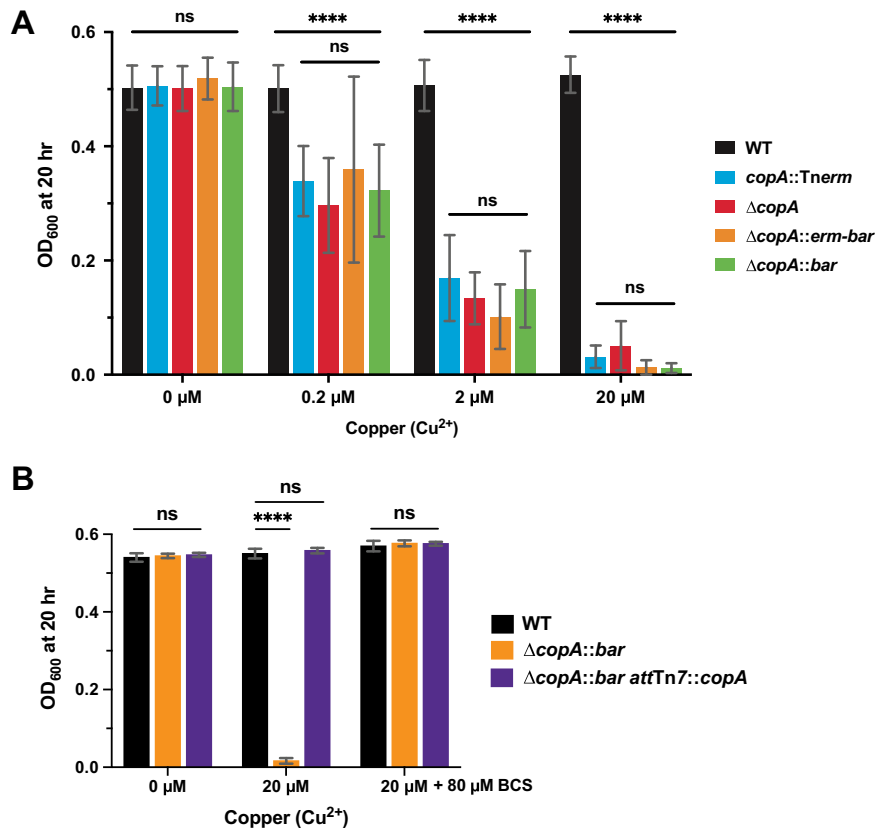 A
ns
****
****
****
ns
ns
ns
0.6
0.4
0.2
0.0
OD600 at 20 hr
0 µM
0.2 µM
2 µM
20 µM
Copper (Cu2+)
WT
copA::Tnerm
ΔcopA
ΔcopA::erm-bar
ΔcopA::bar
B
ns
ns
****
ns
0.6
0.4
0.2
0.0
OD600 at 20 hr
0 µM
20 µM
20 µM + 80 µM BCS
Copper (Cu2+)
WT
ΔcopA::bar
ΔcopA::bar attTn7::copA